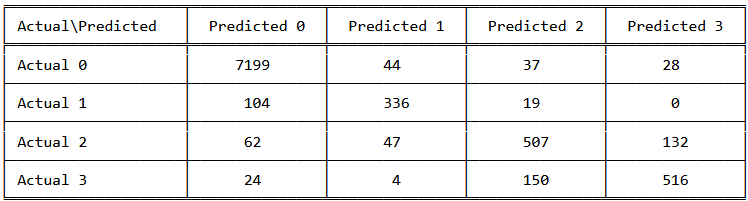 Actual\Predicted Predicted 0 Predicted 1 Predicted 2 Predicted 3
Actual 0 7199 44 37 28
Actual 1 104 336 19 0
Actual 2 62 47 507 132
Actual 3 24 4 150 516